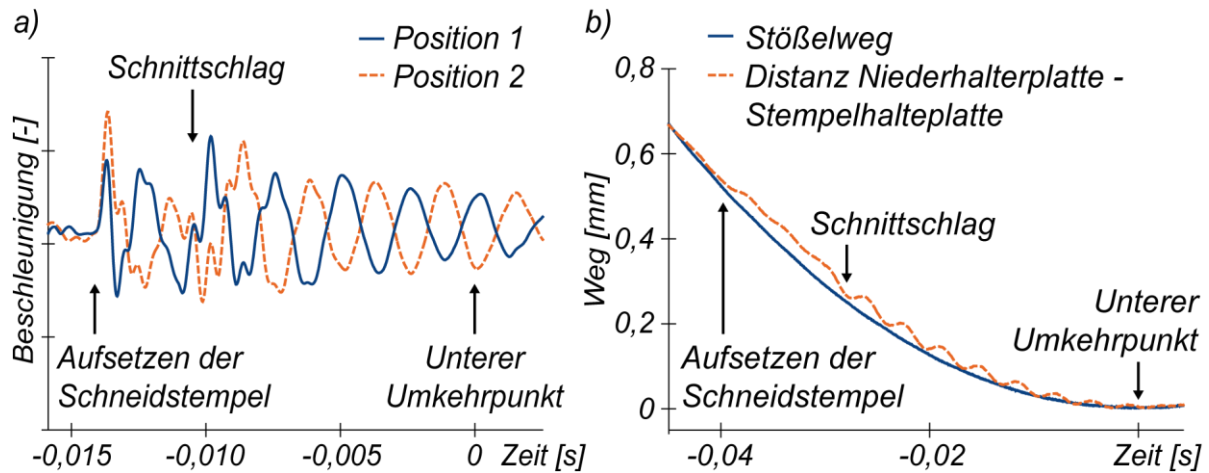 a)
Position 1
Position 2
Schnittschlag
Beschleunigung [-]
Aufsetzen der
Schneidstempel
Unterer
Umkehrpunkt
-0,015
-0,010
-0,005
0
Zeit [s]
b)
Stößelweg
Distanz Niederhalterplatte -
Stempelhalteplatte
0,8
0,6
0,4
0,2
0
Weg [mm]
Schnittschlag
Aufsetzen der
Schneidstempel
Unterer
Umkehrpunkt
-0,04
-0,02
Zeit [s]